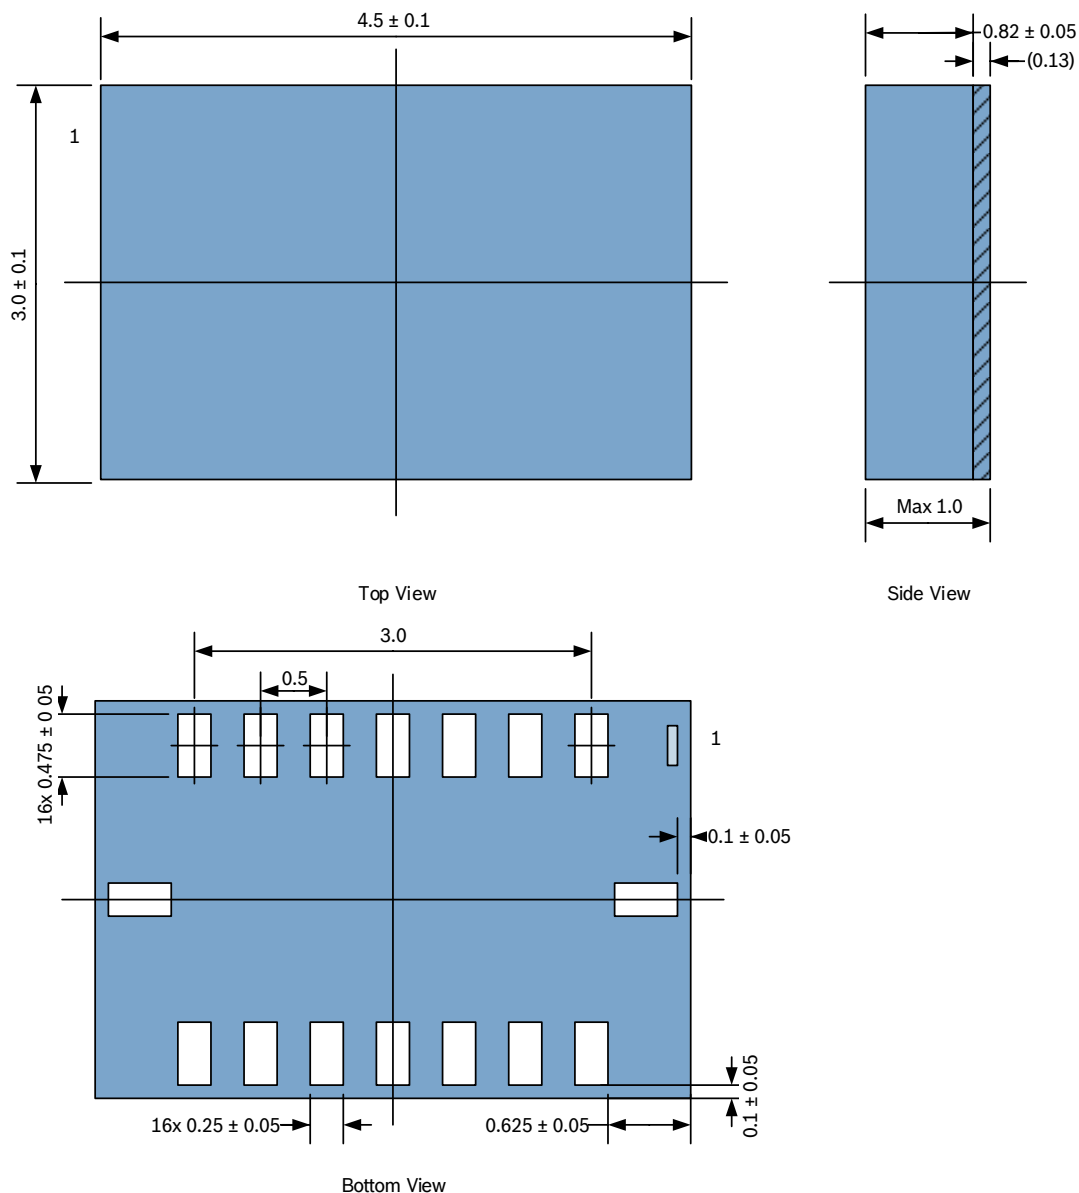 4.5 ± 0.1
0.82 ± 0.05
(0.13)
1
3.0 ± 0.1
Max 1.0
Top View
Side View
3.0
0.5
16x 0.475 ± 0 05
1
0.1 ± 0.05
16x 0.25 ± 0.05
0.625 ± 0.05
0.1 ± 0.05
Bottom View